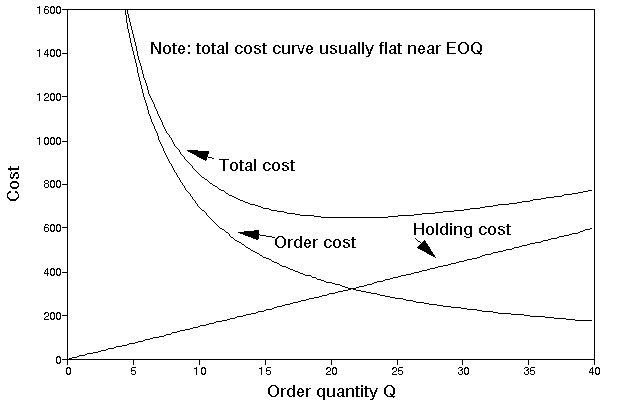 1600
Note: total cost curve usually flat near EOQ
1400
1200
1000
Total cost
800
Cost
600
Holding cost
Order cost
400
200
0
0 5 10 15 20 25 30 35 40
Order quantity Q